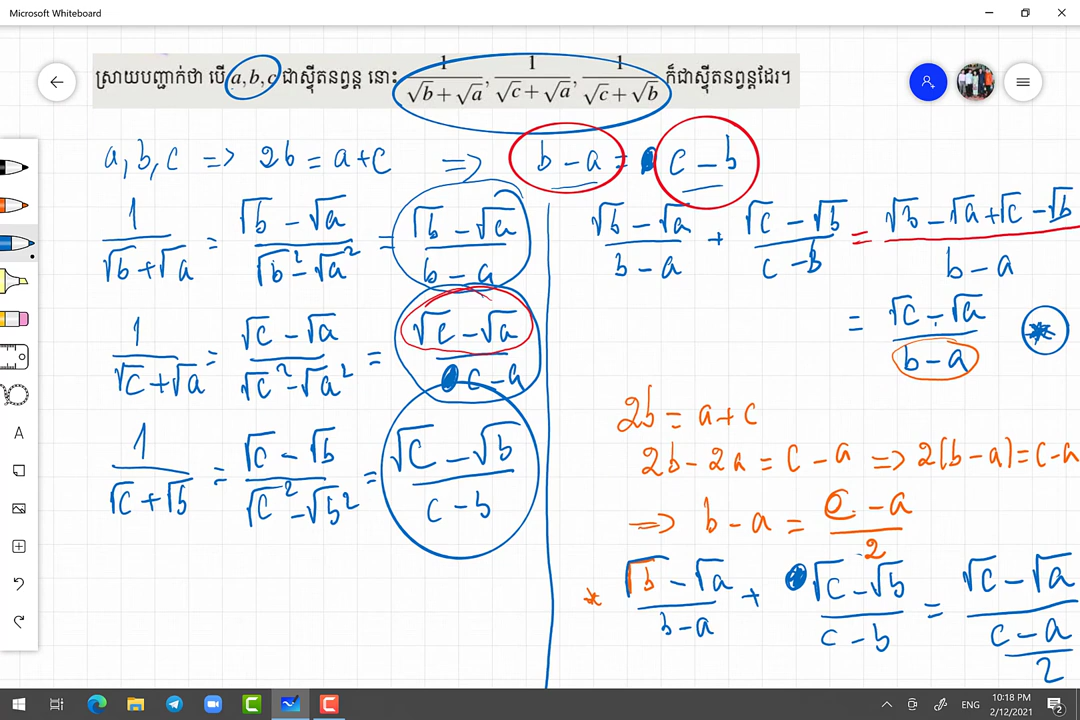 Microsoft Whiteboard
ស្រាយបញ្ជាក់ថា បើ a, b, c ជាស្វ៊ីតនព្វន្ត នោះ 1/(√b + √a), 1/(√c + √a), 1/(√c + √b) ក៏ជាស្វ៊ីតនព្វន្តដែរ។
a, b, c => 2b = a+c => b - a = c - b
1/(√b + √a) = (√b - √a)/(√b² - √a²) = (√b - √a)/(b - a)
1/(√c + √a) = (√c - √a)/(√c² - √a²) = (√c - √a)/(c - a)
1/(√c + √b) = (√c - √b)/(√c² - √b²) = (√c - √b)/(c - b)
(√b - √a)/(b - a) + (√c - √b)/(c - b) = (√b - √a + √c - √b)/(b - a)
= (√c - √a)/(b - a) *
2b = a + c
2b - 2a = c - a => 2(b - a) = c - a
=> b - a = (c - a)/2
* (√b - √a)/(b - a) + (√c - √b)/(c - b) = (√c - √a)/((c - a)/2)
A
ENG
10:18 PM
2/12/2021
2